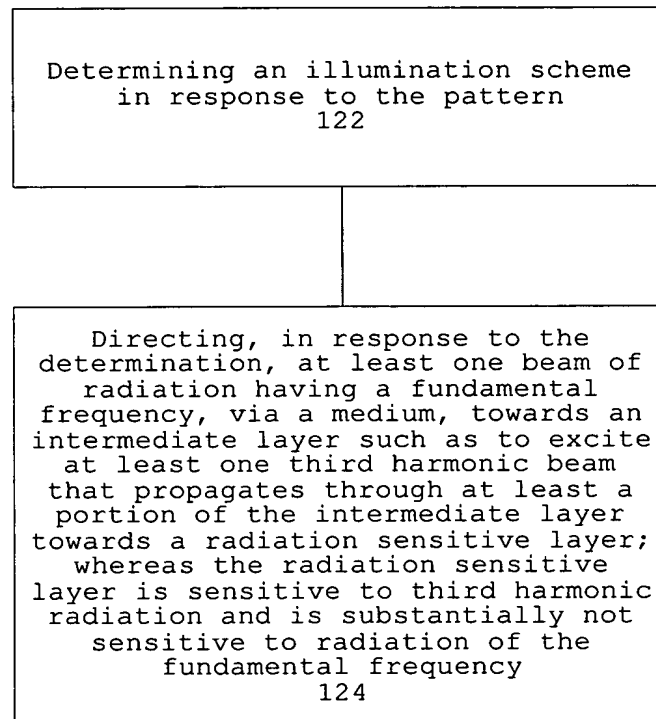 Determining an illumination scheme
in response to the pattern
122
Directing, in response to the
determination, at least one beam of
radiation having a fundamental
frequency, via a medium, towards an
intermediate layer such as to excite
at least one third harmonic beam
that propagates through at least a
portion of the intermediate layer
towards a radiation sensitive layer;
whereas the radiation sensitive
layer is sensitive to third harmonic
radiation and is substantially not
sensitive to radiation of the
fundamental frequency
124